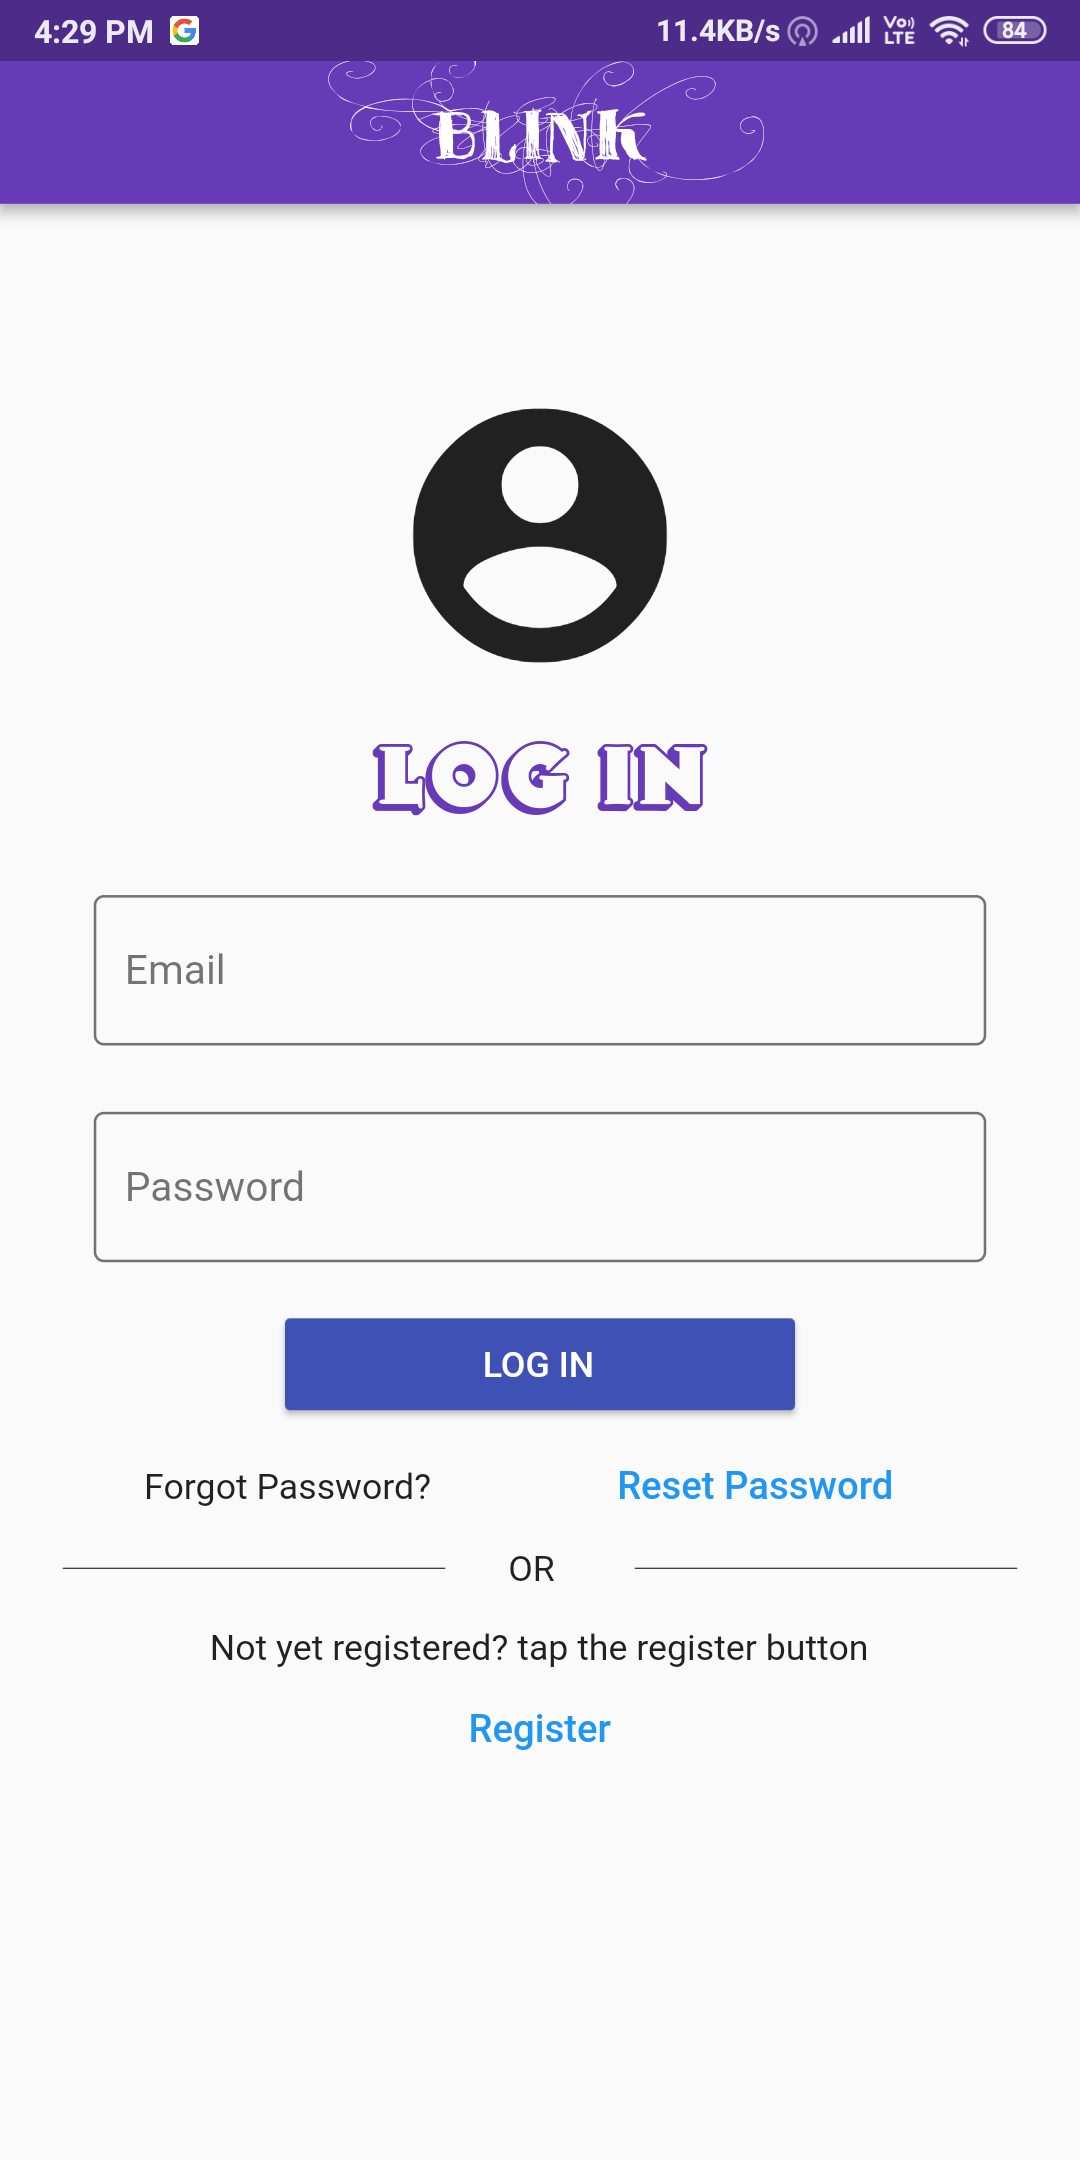 4:29 PM
11.4KB/s
Vo LTE
84
BLINK
LOG IN
Email
Password
LOG IN
Forgot Password? Reset Password
OR
Not yet registered? tap the register button
Register